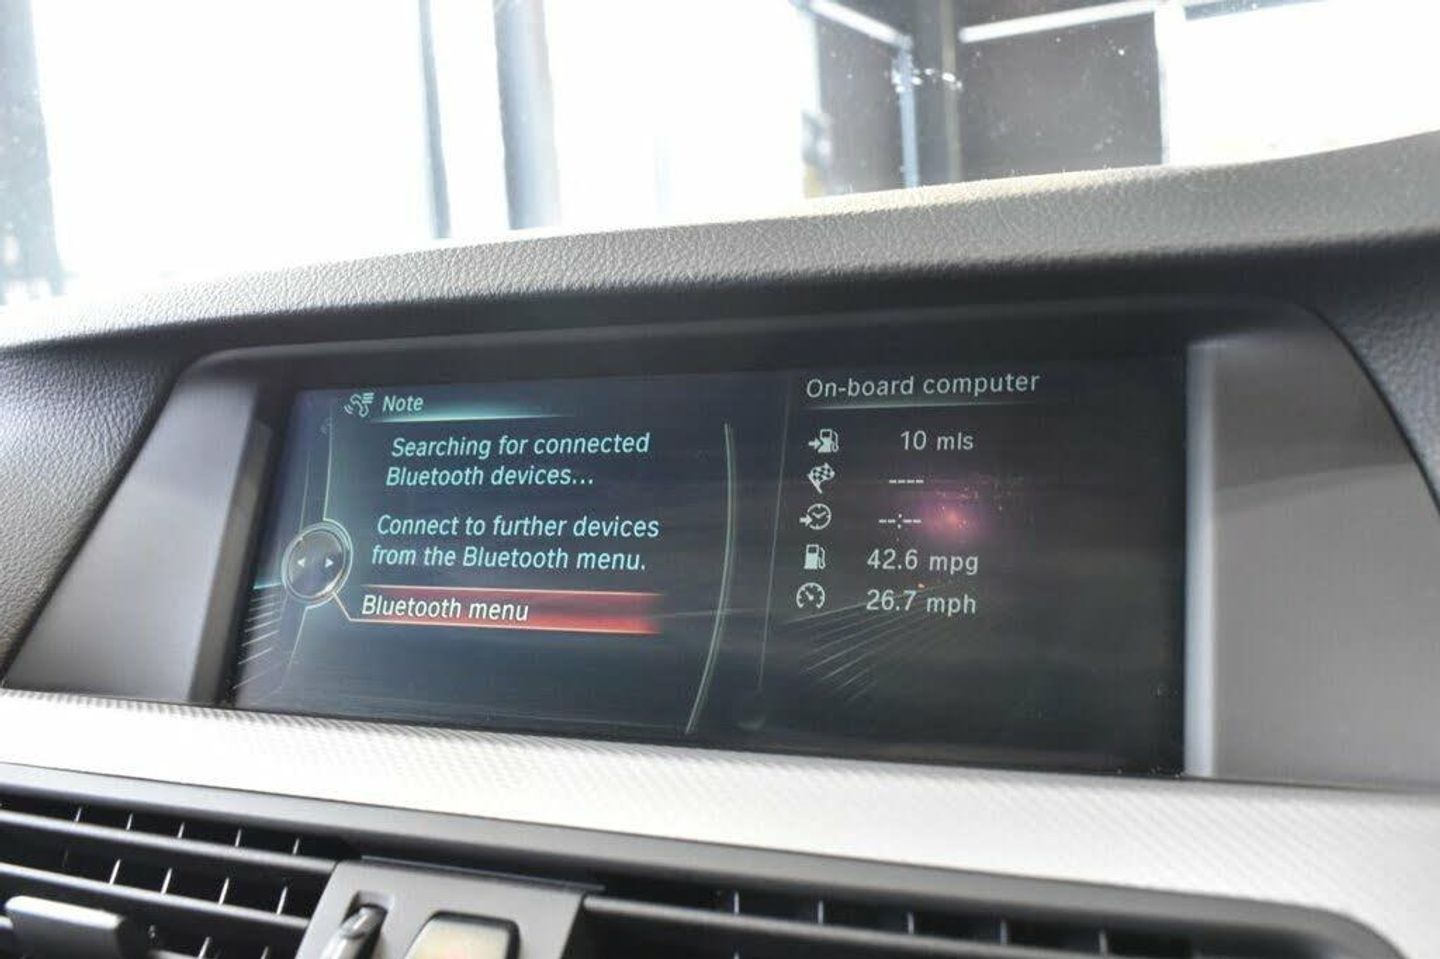 Note
Searching for connected
Bluetooth devices...
Connect to further devices
from the Bluetooth menu.
Bluetooth menu
On-board computer
10 mls
----
--:--
42.6 mpg
26.7 mph